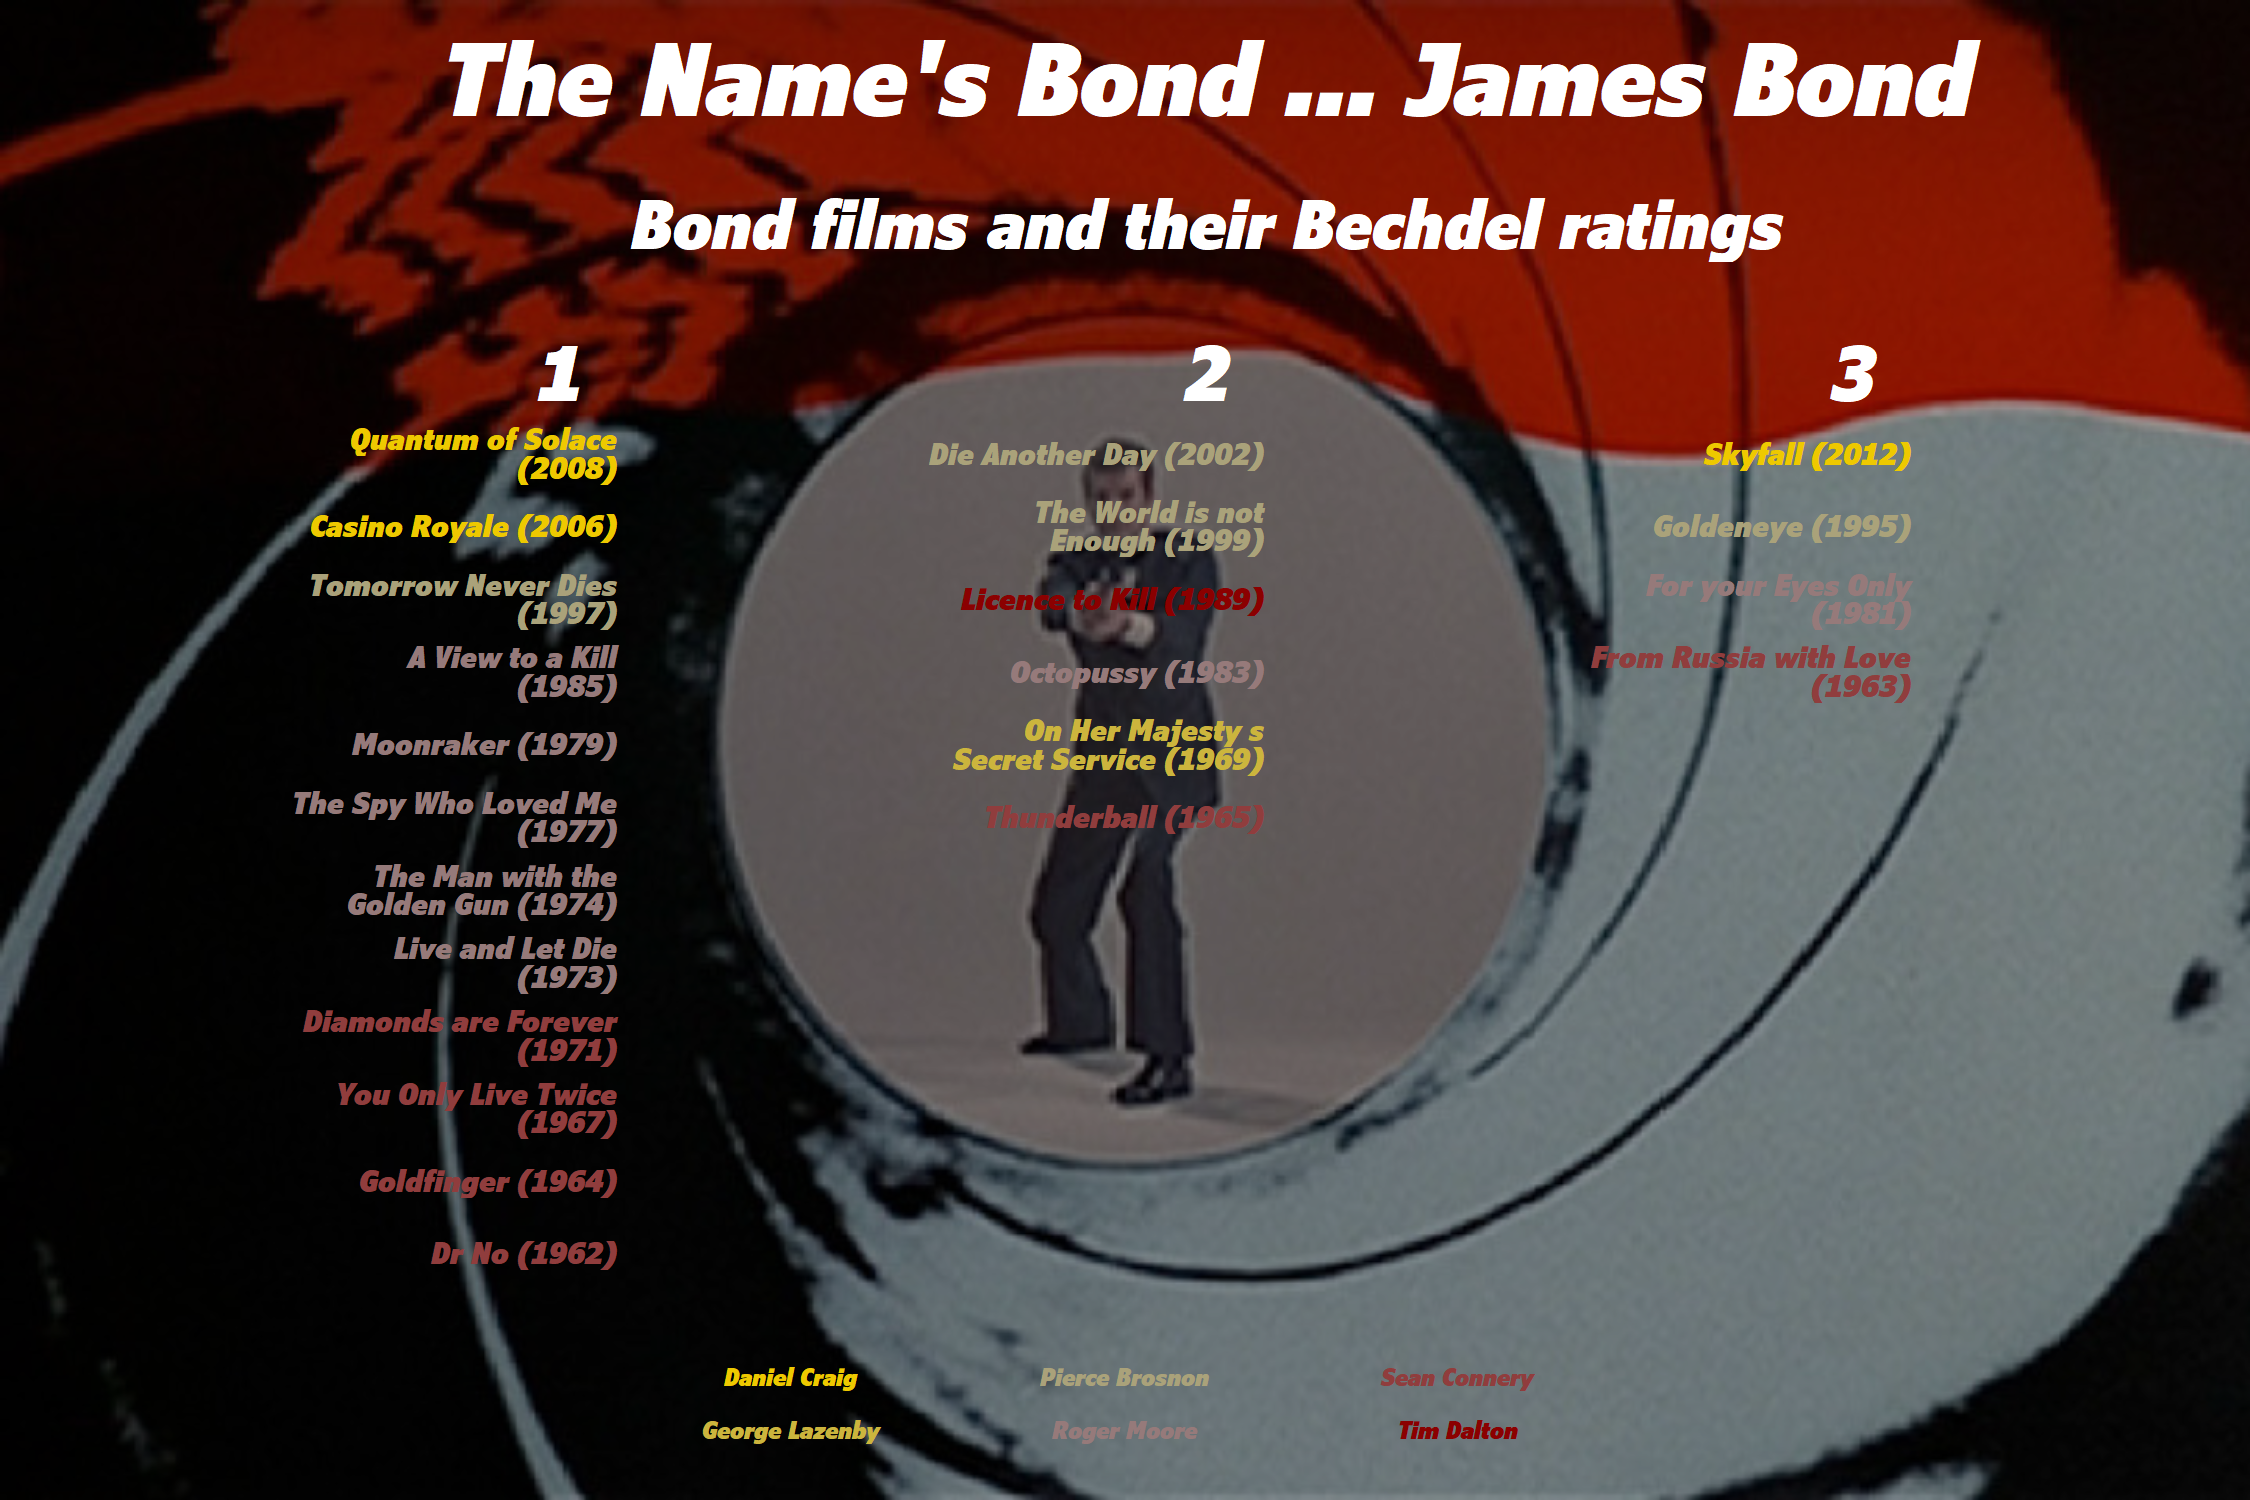 The Name's Bond ... James Bond
Bond films and their Bechdel ratings
1
Quantum of Solace
(2008)
Casino Royale (2006)
Tomorrow Never Dies
(1997)
A View to a Kill
(1985)
Moonraker (1979)
The Spy Who Loved Me
(1977)
The Man with the
Golden Gun (1974)
Live and Let Die
(1973)
Diamonds are Forever
(1971)
You Only Live Twice
(1967)
Goldfinger (1964)
Dr No (1962)
2
Die Another Day (2002)
The World is not
Enough (1999)
Licence to Kill (1989)
Octopussy (1983)
On Her Majesty s
Secret Service (1969)
Thunderball (1965)
3
Skyfall (2012)
Goldeneye (1995)
For your Eyes Only
(1981)
From Russia with Love
(1963)
Daniel Craig
Pierce Brosnon
Sean Connery
George Lazenby
Roger Moore
Tim Dalton